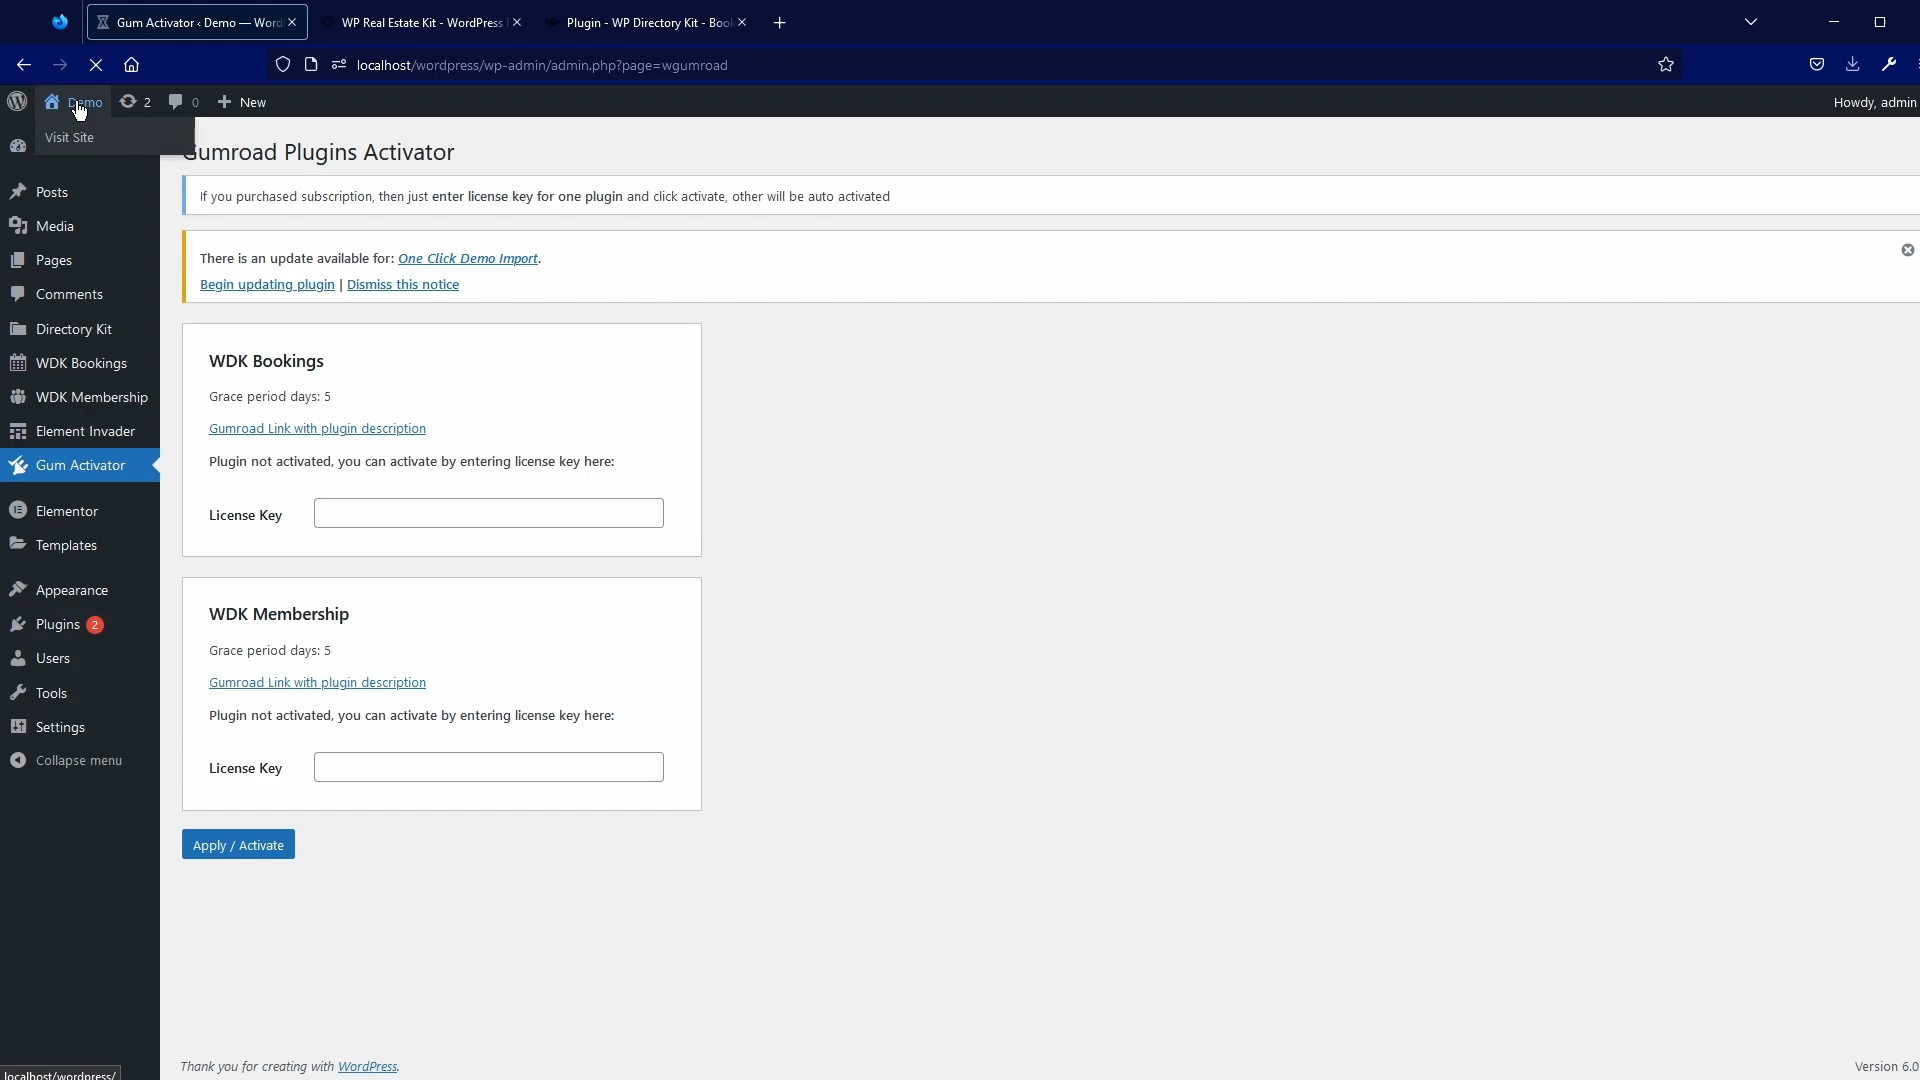 Gum Activator ‹ Demo — Word
WP Real Estate Kit - WordPress
Plugin - WP Directory Kit - Book
localhost/wordpress/wp-admin/admin.php?page=wgumroad
Demo
2
0
New
Howdy, admin
Visit Site
Posts
Media
Pages
Comments
Directory Kit
WDK Bookings
WDK Membership
Element Invader
Gum Activator
Elementor
Templates
Appearance
Plugins 2
Users
Tools
Settings
Collapse menu
Gumroad Plugins Activator
If you purchased subscription, then just enter license key for one plugin and click activate, other will be auto activated
There is an update available for: One Click Demo Import.
Begin updating plugin | Dismiss this notice
WDK Bookings
Grace period days: 5
Gumroad Link with plugin description
Plugin not activated, you can activate by entering license key here:
License Key
WDK Membership
Grace period days: 5
Gumroad Link with plugin description
Plugin not activated, you can activate by entering license key here:
License Key
Apply / Activate
Thank you for creating with WordPress.
Version 6.0
localhost/wordpress/